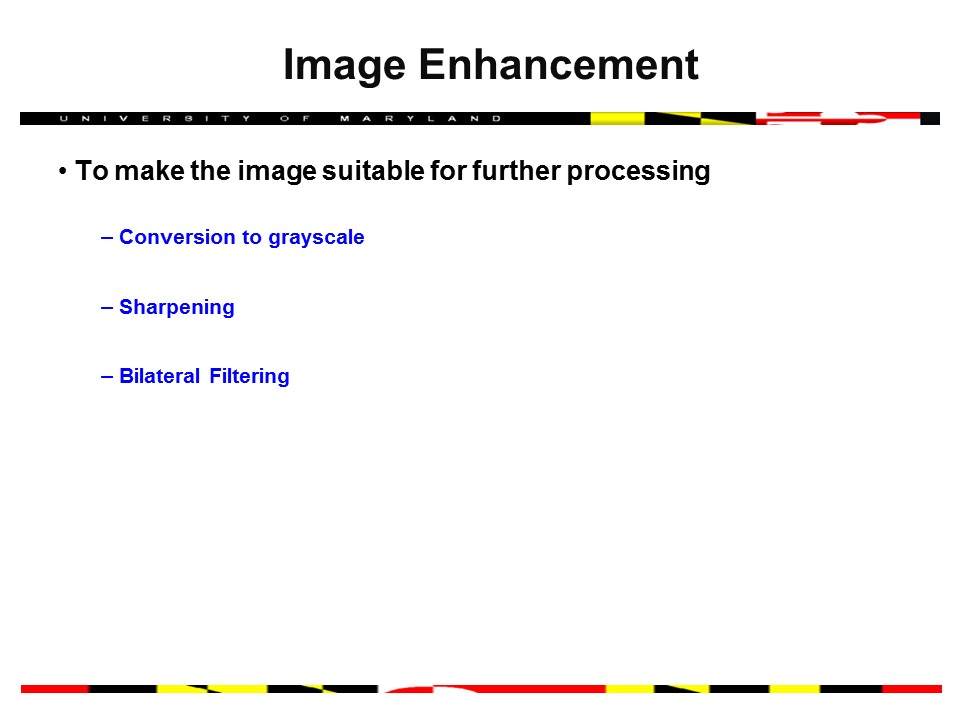 Image Enhancement
UNIVERSITY OF MARYLAND
• To make the image suitable for further processing
– Conversion to grayscale
– Sharpening
– Bilateral Filtering